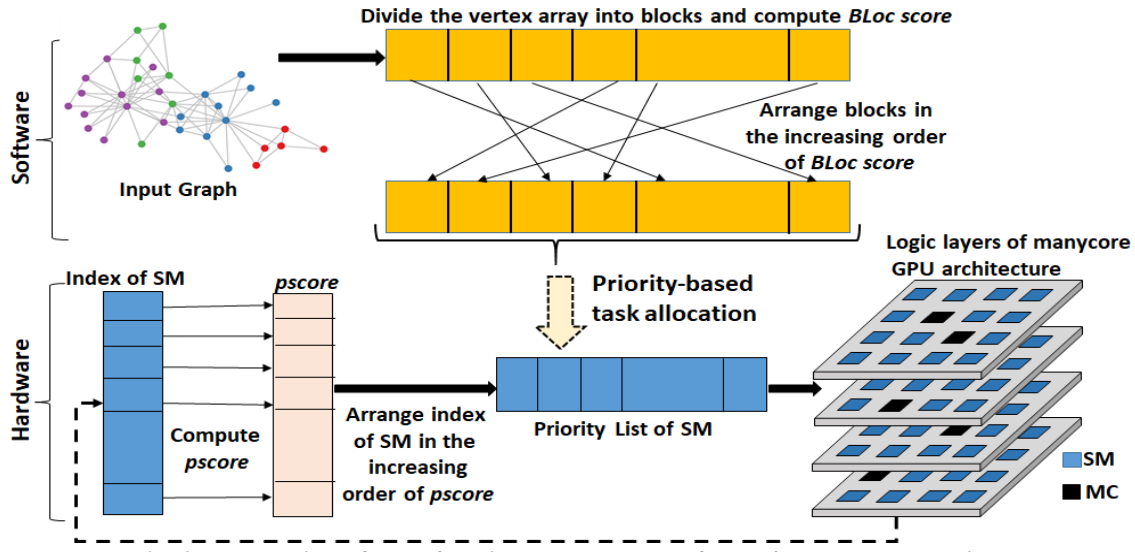 Divide the vertex array into blocks and compute BLoc score
Software
Input Graph
Arrange blocks in
the increasing order
of BLoc score
Hardware
Index of SM
pscore
Compute
pscore
Arrange index
of SM in the
increasing
order of pscore
Priority-based
task allocation
Priority List of SM
Logic layers of manycore
GPU architecture
SM
MC